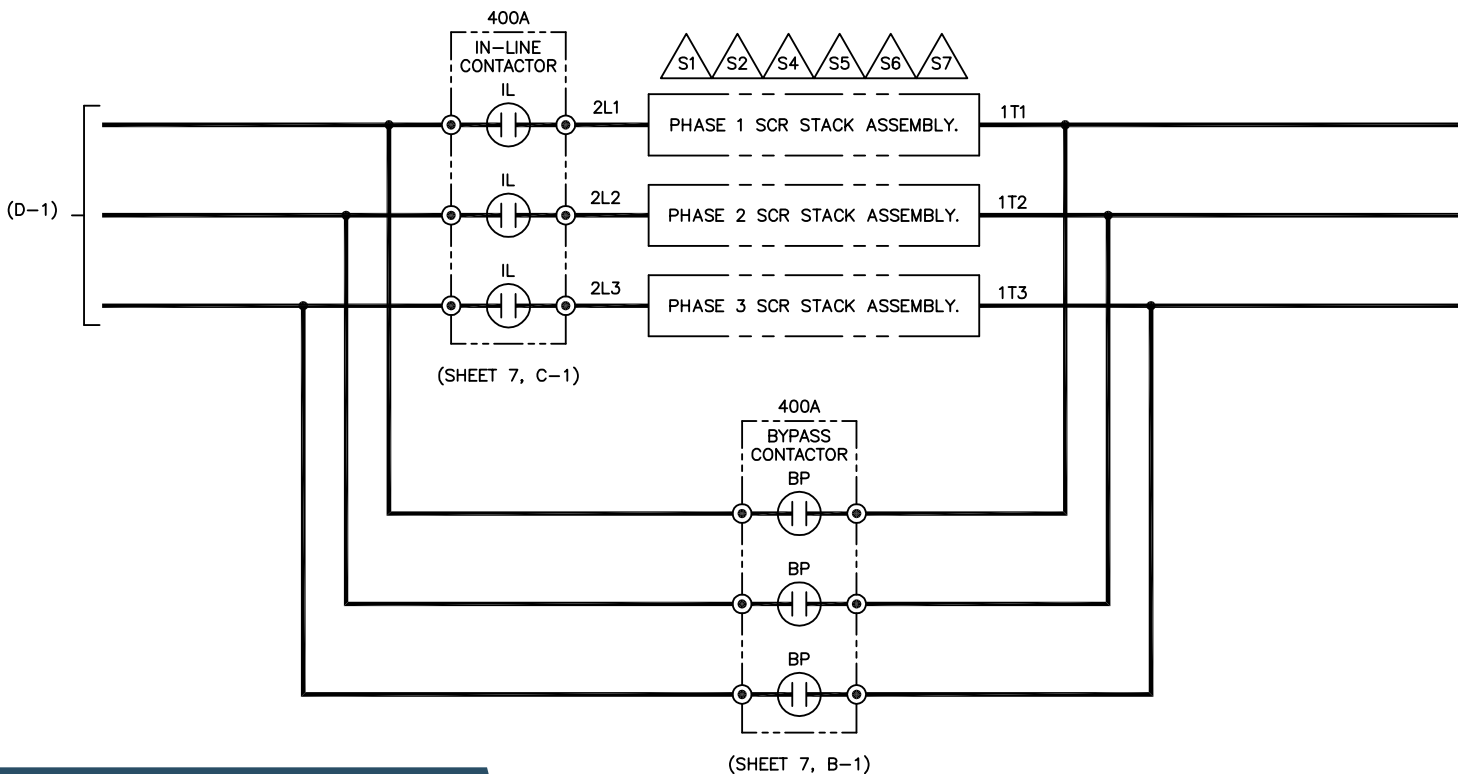 400A
IN-LINE
CONTACTOR
S1 S2 S4 S5 S6 S7
IL
2L1
PHASE 1 SCR STACK ASSEMBLY.
1T1
(D-1)
IL
2L2
PHASE 2 SCR STACK ASSEMBLY.
1T2
IL
2L3
PHASE 3 SCR STACK ASSEMBLY.
1T3
(SHEET 7, C-1)
400A
BYPASS
CONTACTOR
BP
BP
BP
(SHEET 7, B-1)